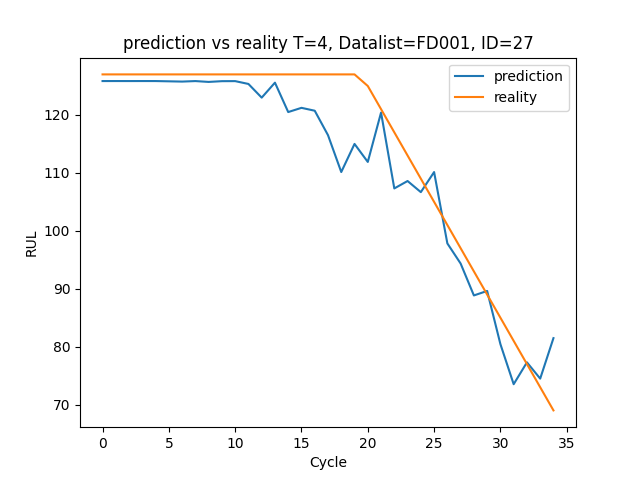 prediction vs reality T=4, Datalist=FD001, ID=27
prediction
reality
120
110
100
90
80
70
RUL
0 5 10 15 20 25 30 35
Cycle